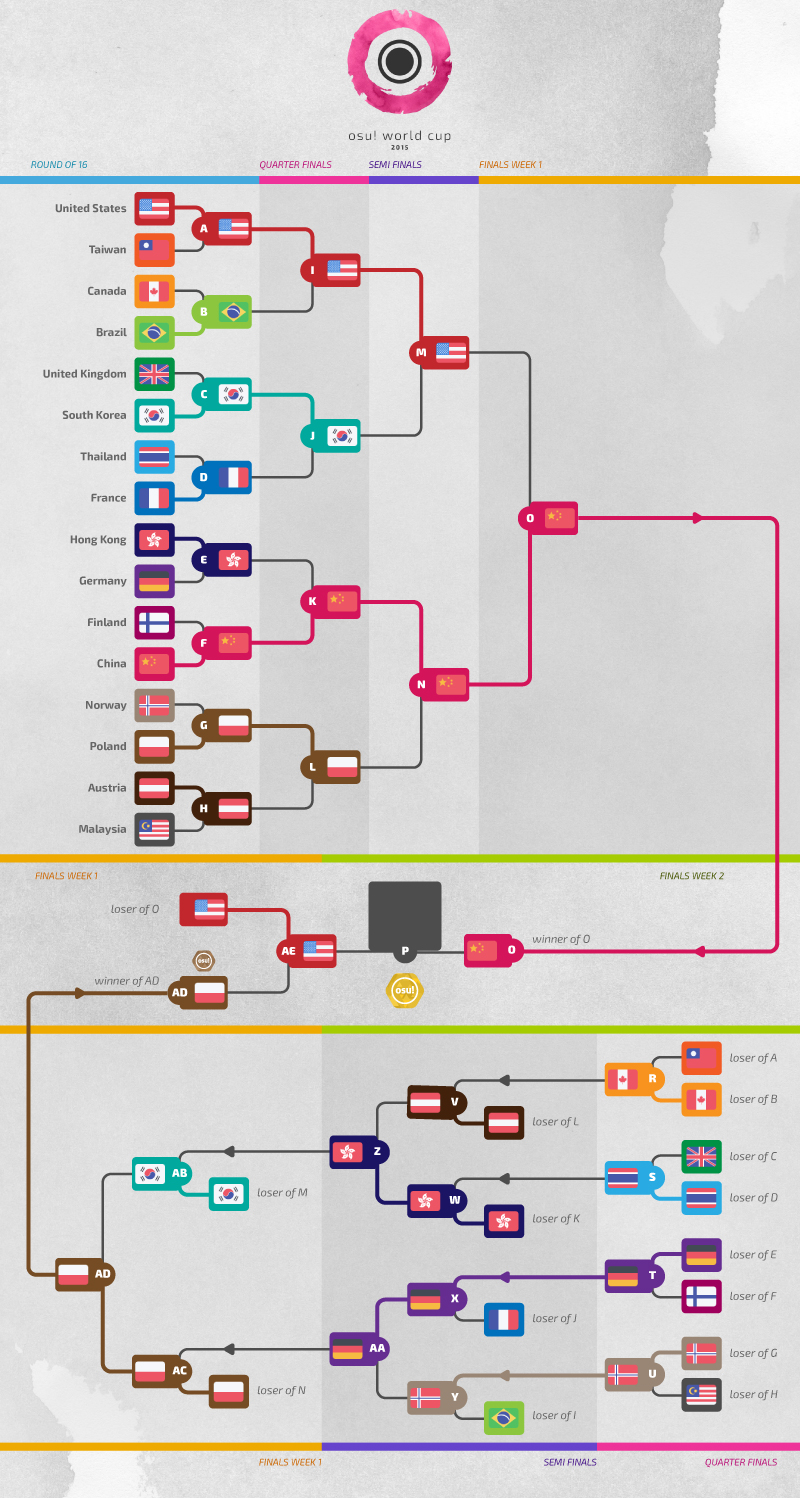 osu! world cup
2015
ROUND OF 16 QUARTER FINALS SEMI FINALS FINALS WEEK 1
United States
A
Taiwan
I
Canada
B
Brazil
M
United Kingdom
C
South Korea
J
Thailand
D
France
O
Hong Kong
E
Germany
K
Finland
F
China
N
Norway
G
Poland
L
Austria
H
Malaysia
FINALS WEEK 1 FINALS WEEK 2
loser of O
winner of O
AE P O
osu!
winner of AD
AD
osu!
loser of A
R
loser of B
V
loser of L
Z
loser of C
AB S
loser of M W loser of D
loser of K
loser of E
AD T
X loser of F
loser of J
AA
loser of G
AC U
loser of N Y loser of H
loser of I
FINALS WEEK 1 SEMI FINALS QUARTER FINALS